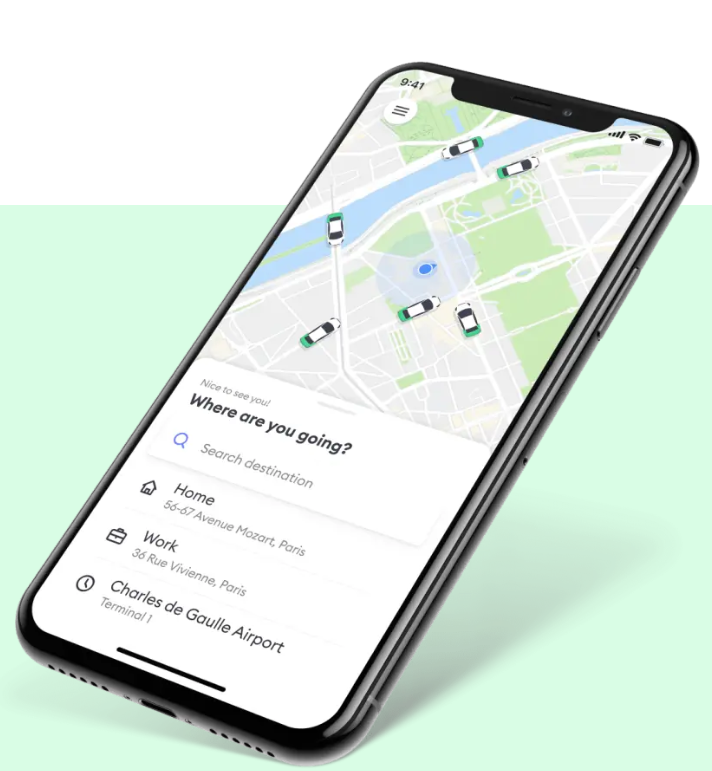 9:41
Nice to see you!
Where are you going?
Search destination
Home
56-67 Avenue Mozart, Paris
Work
36 Rue Vivienne, Paris
Charles de Gaulle Airport
Terminal 1